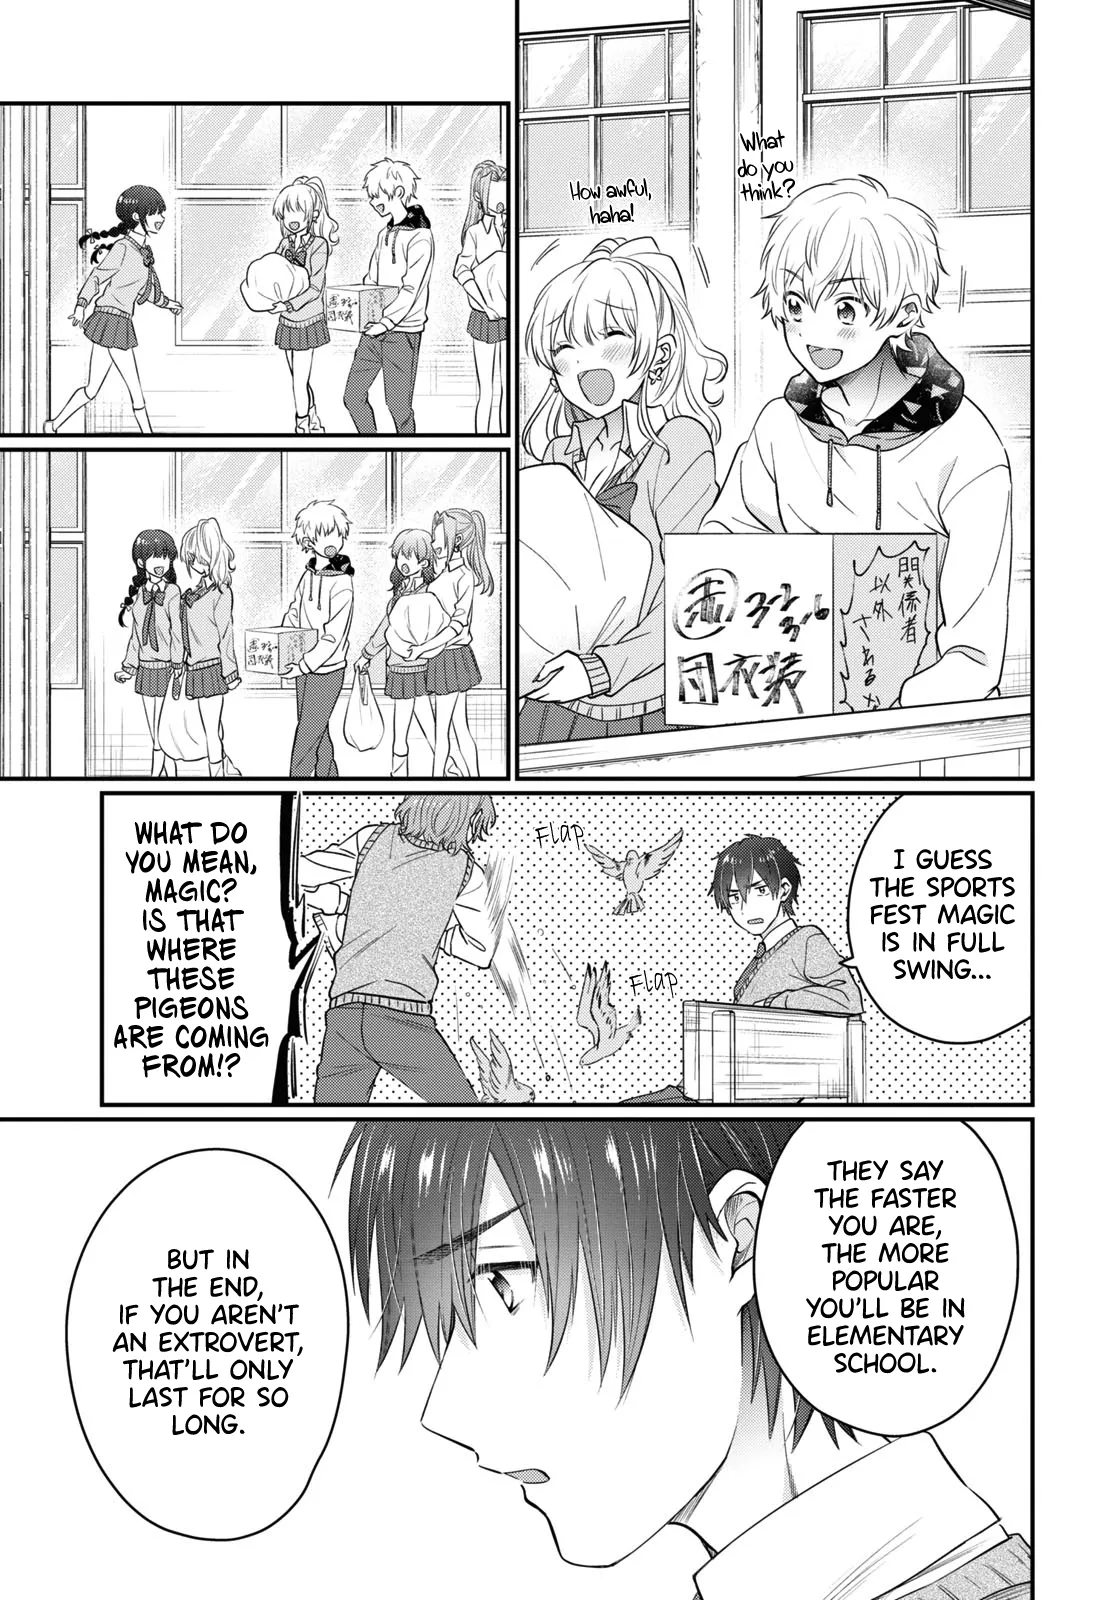 What
do you
think?
How awful,
haha!
関係者
以外
さわるな
赤
団衣装
I GUESS
THE SPORTS
FEST MAGIC
IS IN FULL
SWING...
Flap
Flap
WHAT DO
YOU MEAN,
MAGIC?
IS THAT
WHERE
THESE
PIGEONS
ARE COMING
FROM!?
THEY SAY
THE FASTER
YOU ARE,
THE MORE
POPULAR
YOU'LL BE IN
ELEMENTARY
SCHOOL.
BUT IN
THE END,
IF YOU AREN'T
AN EXTROVERT,
THAT'LL ONLY
LAST FOR SO
LONG.